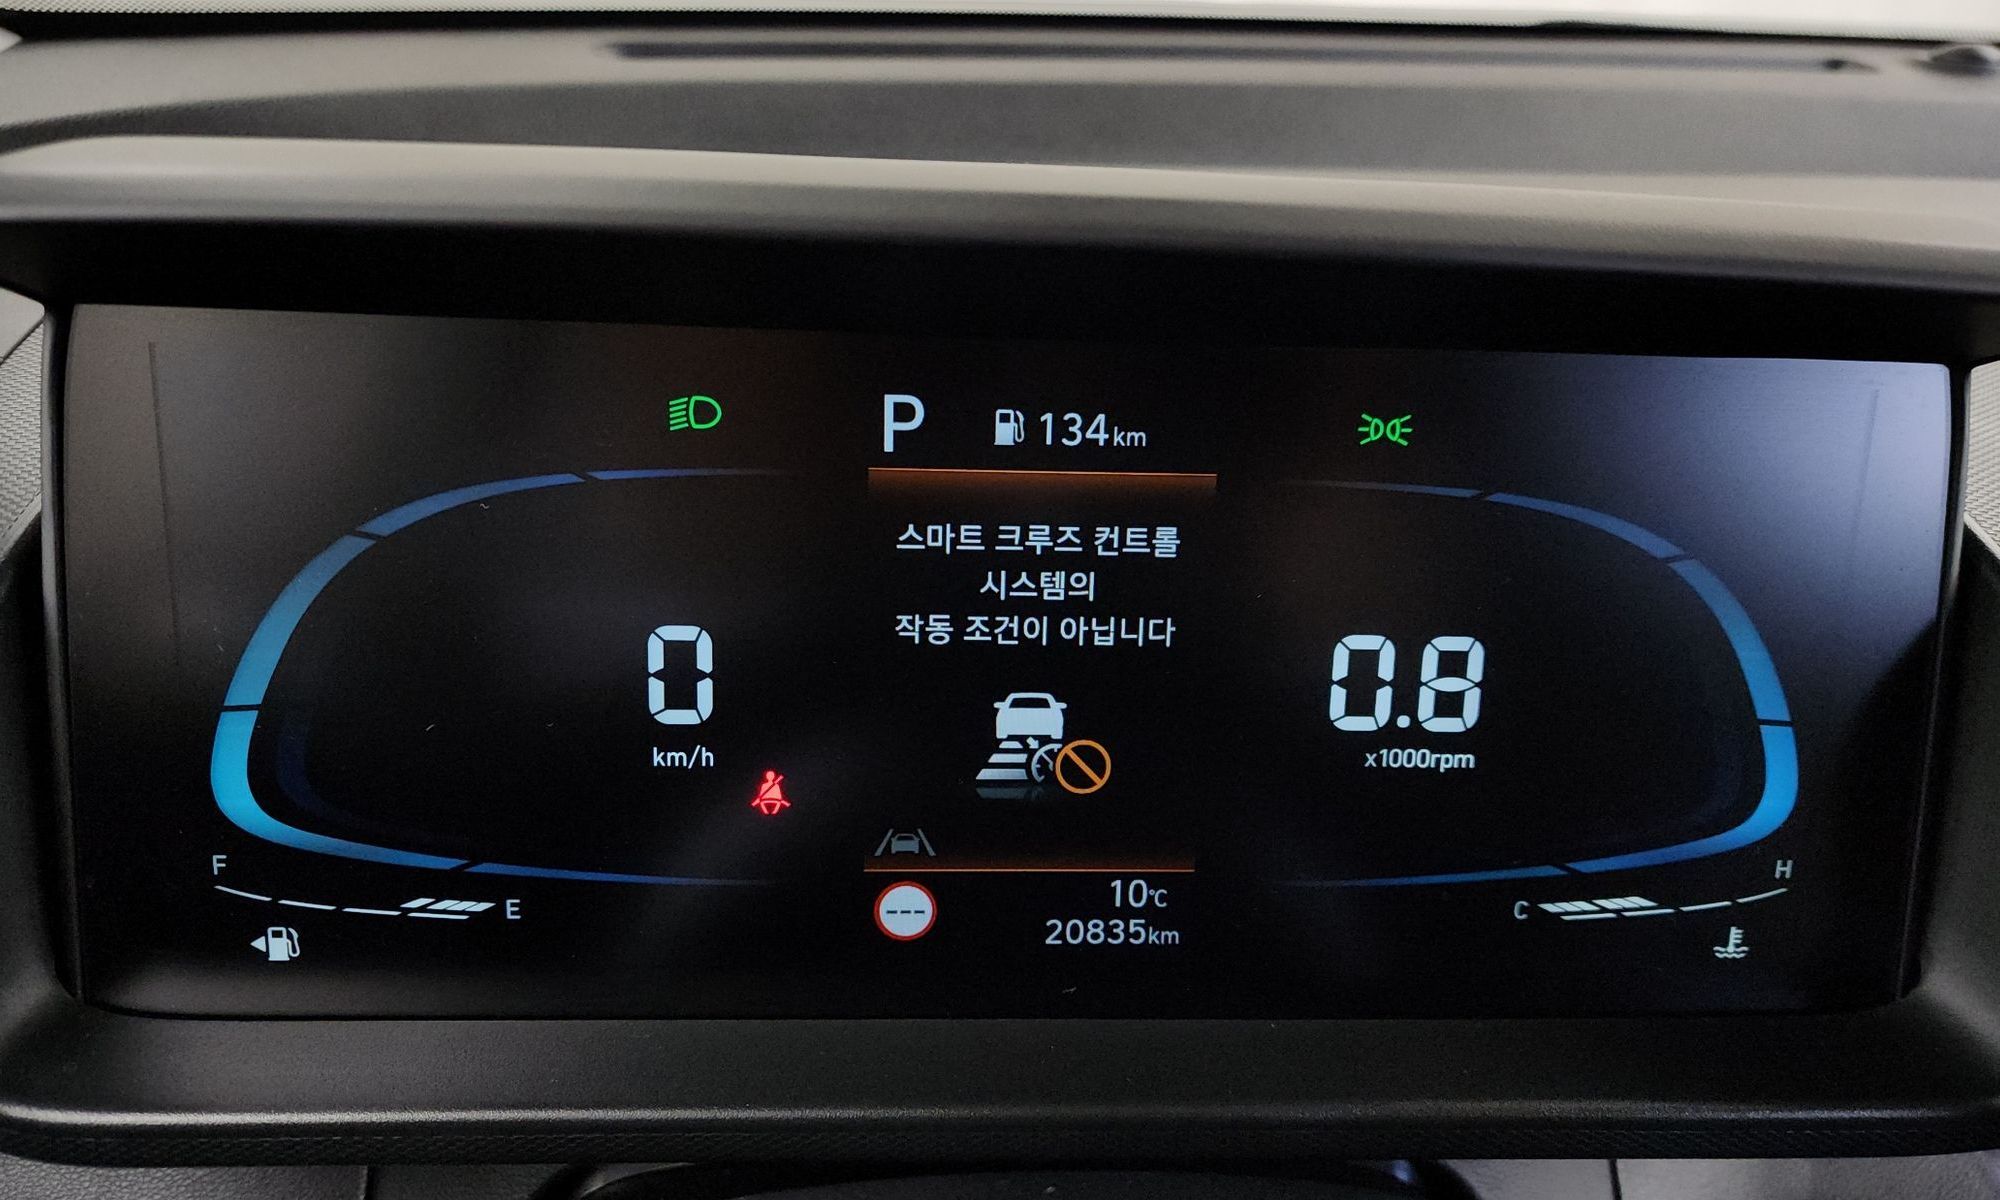 P 134km
스마트 크루즈 컨트롤
시스템의
작동 조건이 아닙니다
0
km/h
0.8
x1000rpm
F E
C H
---
10℃
20835km